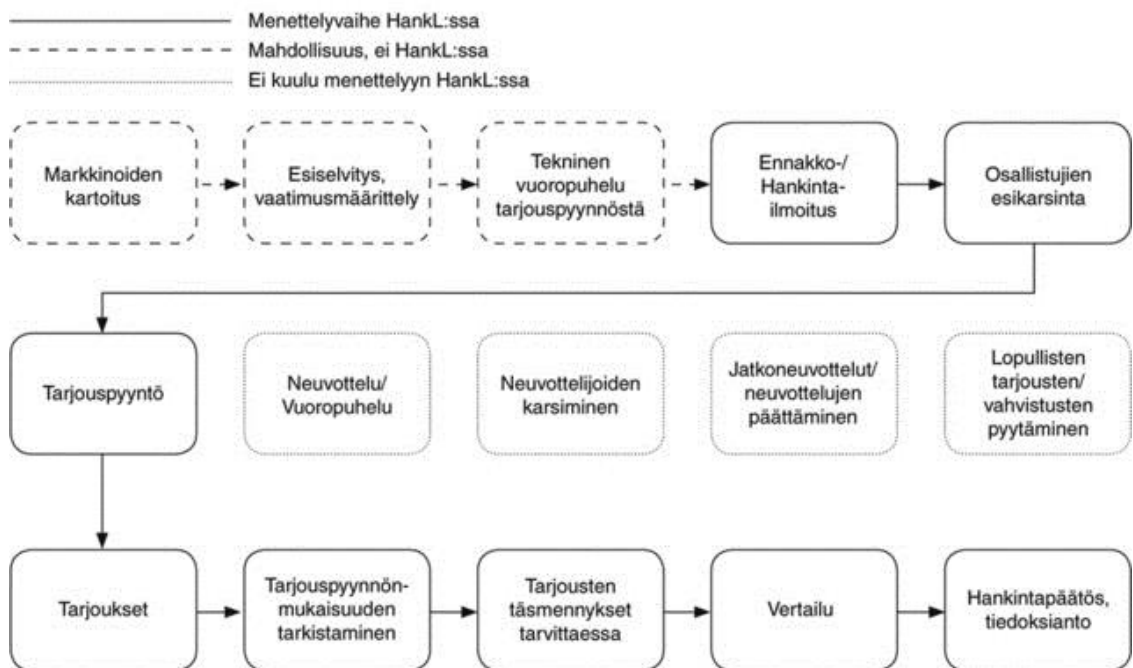 Menettelyvaihe HankL:ssa
Mahdollisuus, ei HankL:ssa
Ei kuulu menettelyyn HankL:ssa
Markkinoiden
kartoitus
Esiselvitys,
vaatimusmäärittely
Tekninen
vuoropuhelu
tarjouspyynnöstä
Ennakko-/
Hankinta-
ilmoitus
Osallistujien
esikarsinta
Tarjouspyyntö
Neuvottelu/
Vuoropuhelu
Neuvottelijoiden
karsiminen
Jatkoneuvottelut/
neuvottelujen
päättäminen
Lopullisten
tarjousten/
vahvistusten
pyytäminen
Tarjoukset
Tarjouspyynnön-
mukaisuuden
tarkistaminen
Tarjousten
täsmennykset
tarvittaessa
Vertailu
Hankintapäätös,
tiedoksianto